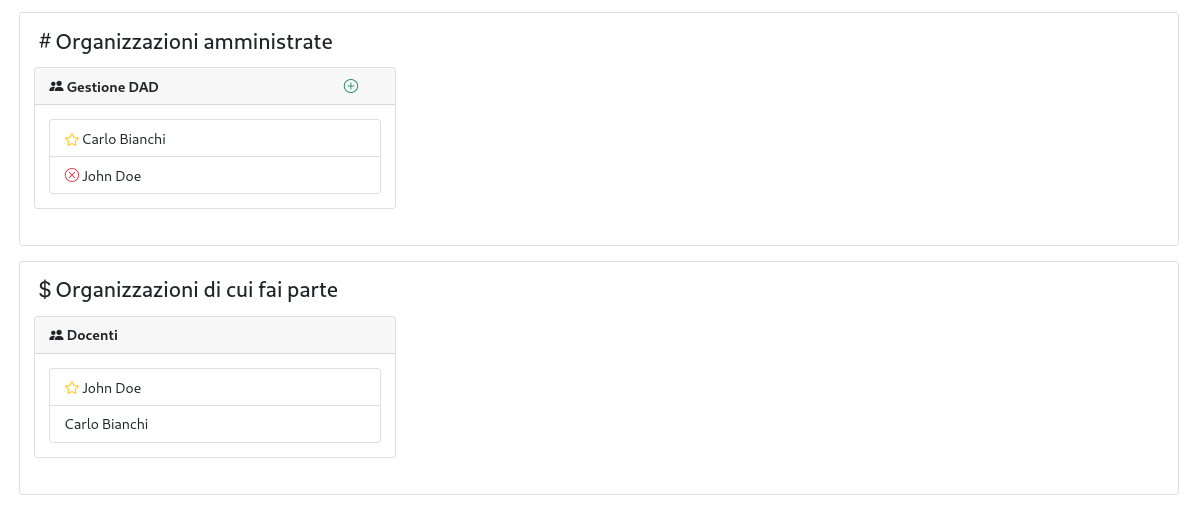 # Organizzazioni amministrate
Gestione DAD
Carlo Bianchi
John Doe
$ Organizzazioni di cui fai parte
Docenti
John Doe
Carlo Bianchi